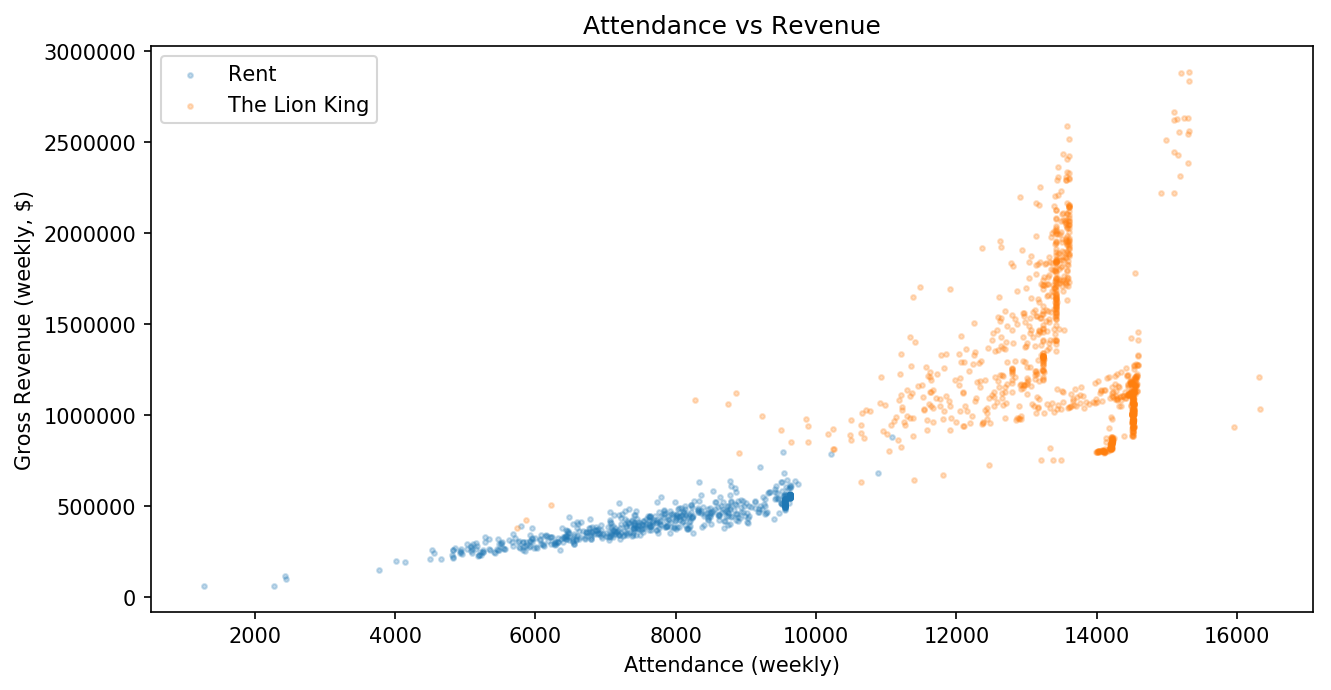 Attendance vs Revenue
Rent
The Lion King
3000000
2500000
2000000
1500000
1000000
500000
0
Gross Revenue (weekly, $)
2000 4000 6000 8000 10000 12000 14000 16000
Attendance (weekly)